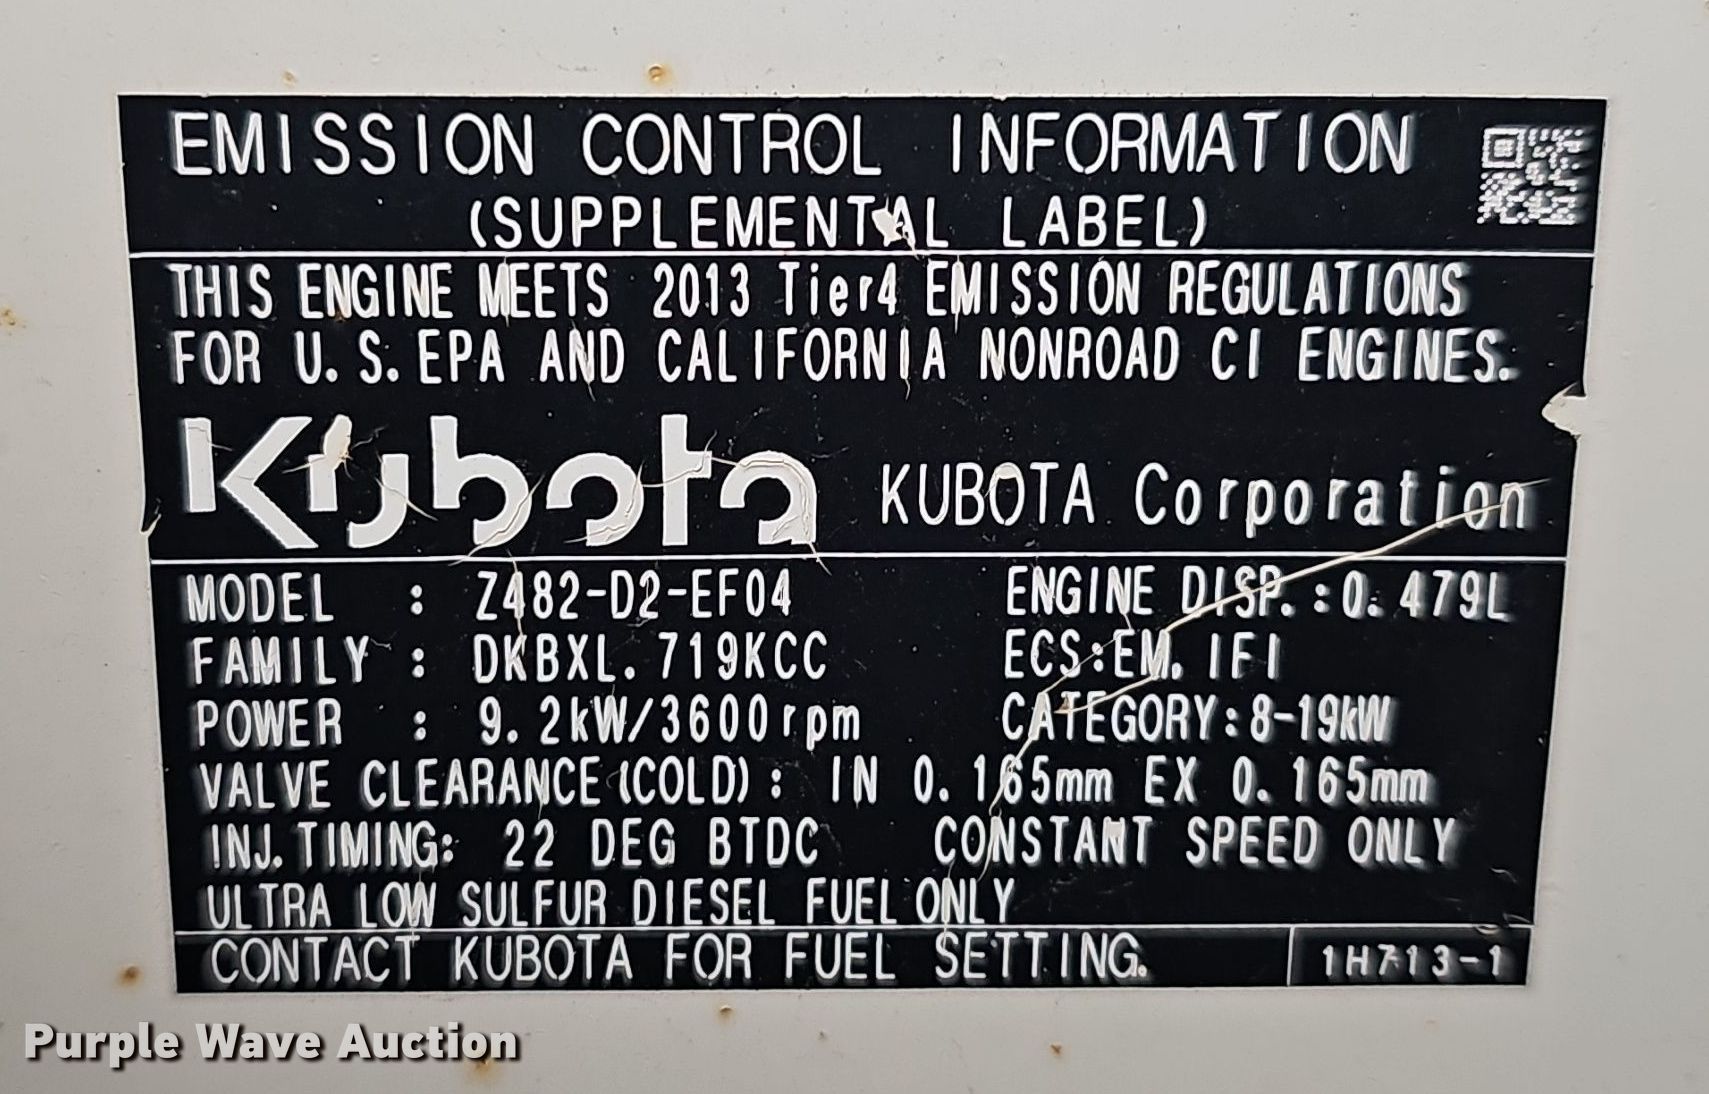 EMISSION CONTROL INFORMATION
(SUPPLEMENTAL LABEL)
THIS ENGINE MEETS 2013 Tier4 EMISSION REGULATIONS
FOR U.S.EPA AND CALIFORNIA NONROAD CI ENGINES.
Kubota KUBOTA Corporation
MODEL : Z482-D2-EF04 ENGINE DISP.:0.479L
FAMILY : DKBXL.719KCC ECS:EM,IFI
POWER : 9.2kW/3600rpm CATEGORY:8-19kW
VALVE CLEARANCE(COLD): IN 0.165mm EX 0.165mm
INJ.TIMING: 22 DEG BTDC CONSTANT SPEED ONLY
ULTRA LOW SULFUR DIESEL FUEL ONLY
CONTACT KUBOTA FOR FUEL SETTING. 1H713-1
Purple Wave Auction